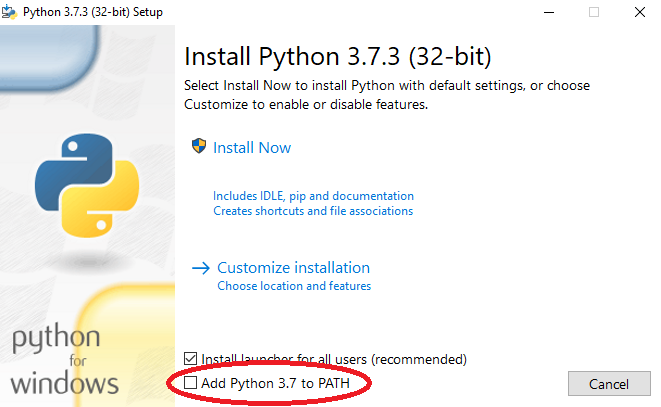 Python 3.7.3 (32-bit) Setup
Install Python 3.7.3 (32-bit)
Select Install Now to install Python with default settings, or choose
Customize to enable or disable features.
Install Now
Includes IDLE, pip and documentation
Creates shortcuts and file associations
Customize installation
Choose location and features
Install launcher for all users (recommended)
Add Python 3.7 to PATH
Cancel
python
for
windows